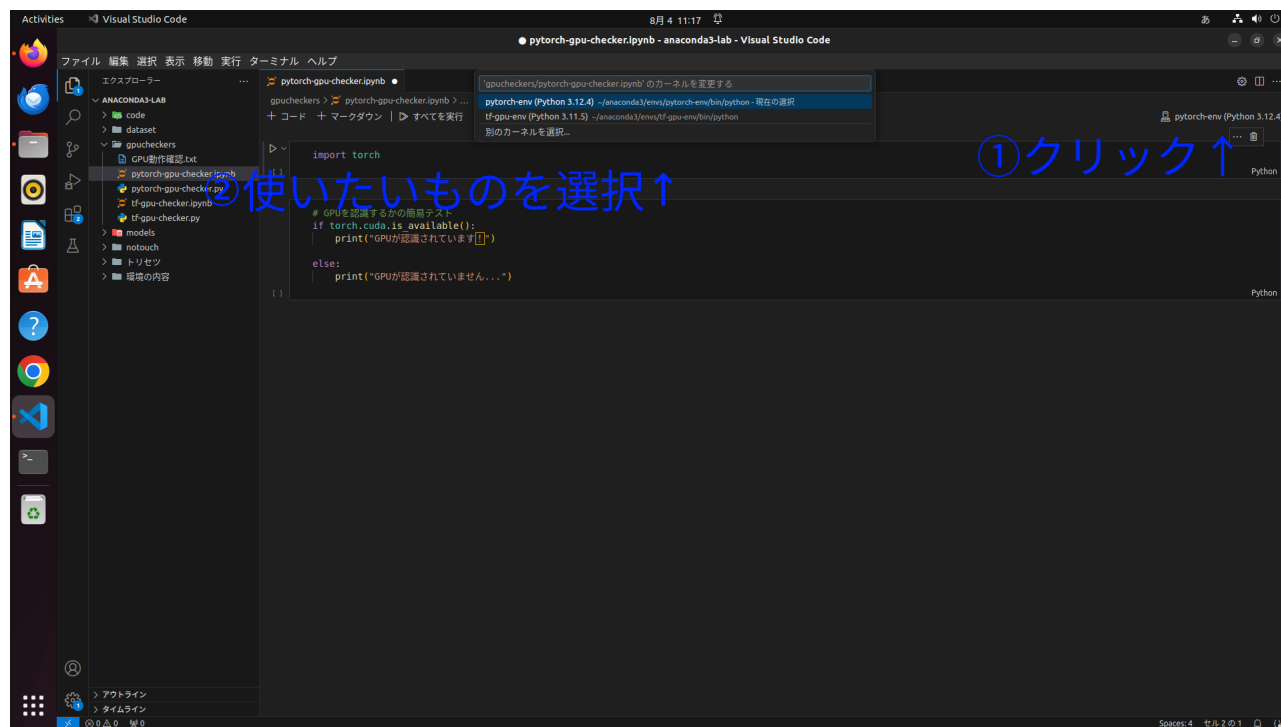 Activities
Visual Studio Code
8月 4 11:17
あ
● pytorch-gpu-checker.ipynb - anaconda3-lab - Visual Studio Code
ファイル 編集 選択 表示 移動 実行 ターミナル ヘルプ
エクスプローラー
ANACONDA3-LAB
code
dataset
gpucheckers
GPU動作確認.txt
pytorch-gpu-checker.ipynb
pytorch-gpu-checker.py
tf-gpu-checker.ipynb
tf-gpu-checker.py
models
notouch
トリセツ
環境の内容
アウトライン
タイムライン
pytorch-gpu-checker.ipynb ●
gpucheckers > pytorch-gpu-checker.ipynb > ...
+ コード + マークダウン | すべてを実行
'gpucheckers/pytorch-gpu-checker.ipynb' のカーネルを変更する
pytorch-env (Python 3.12.4) ~/anaconda3/envs/pytorch-env/bin/python - 現在の選択
tf-gpu-env (Python 3.11.5) ~/anaconda3/envs/tf-gpu-env/bin/python
別のカーネルを選択...
pytorch-env (Python 3.12.4
①クリック↑
②使いたいものを選択↑
import torch
[ ]
Python
# GPUを認識するかの簡易テスト
if torch.cuda.is_available():
print("GPUが認識されています！")
else:
print("GPUが認識されていません...")
[ ]
Python
1
2
1
0 0 0
Spaces: 4 セル 2 の 1